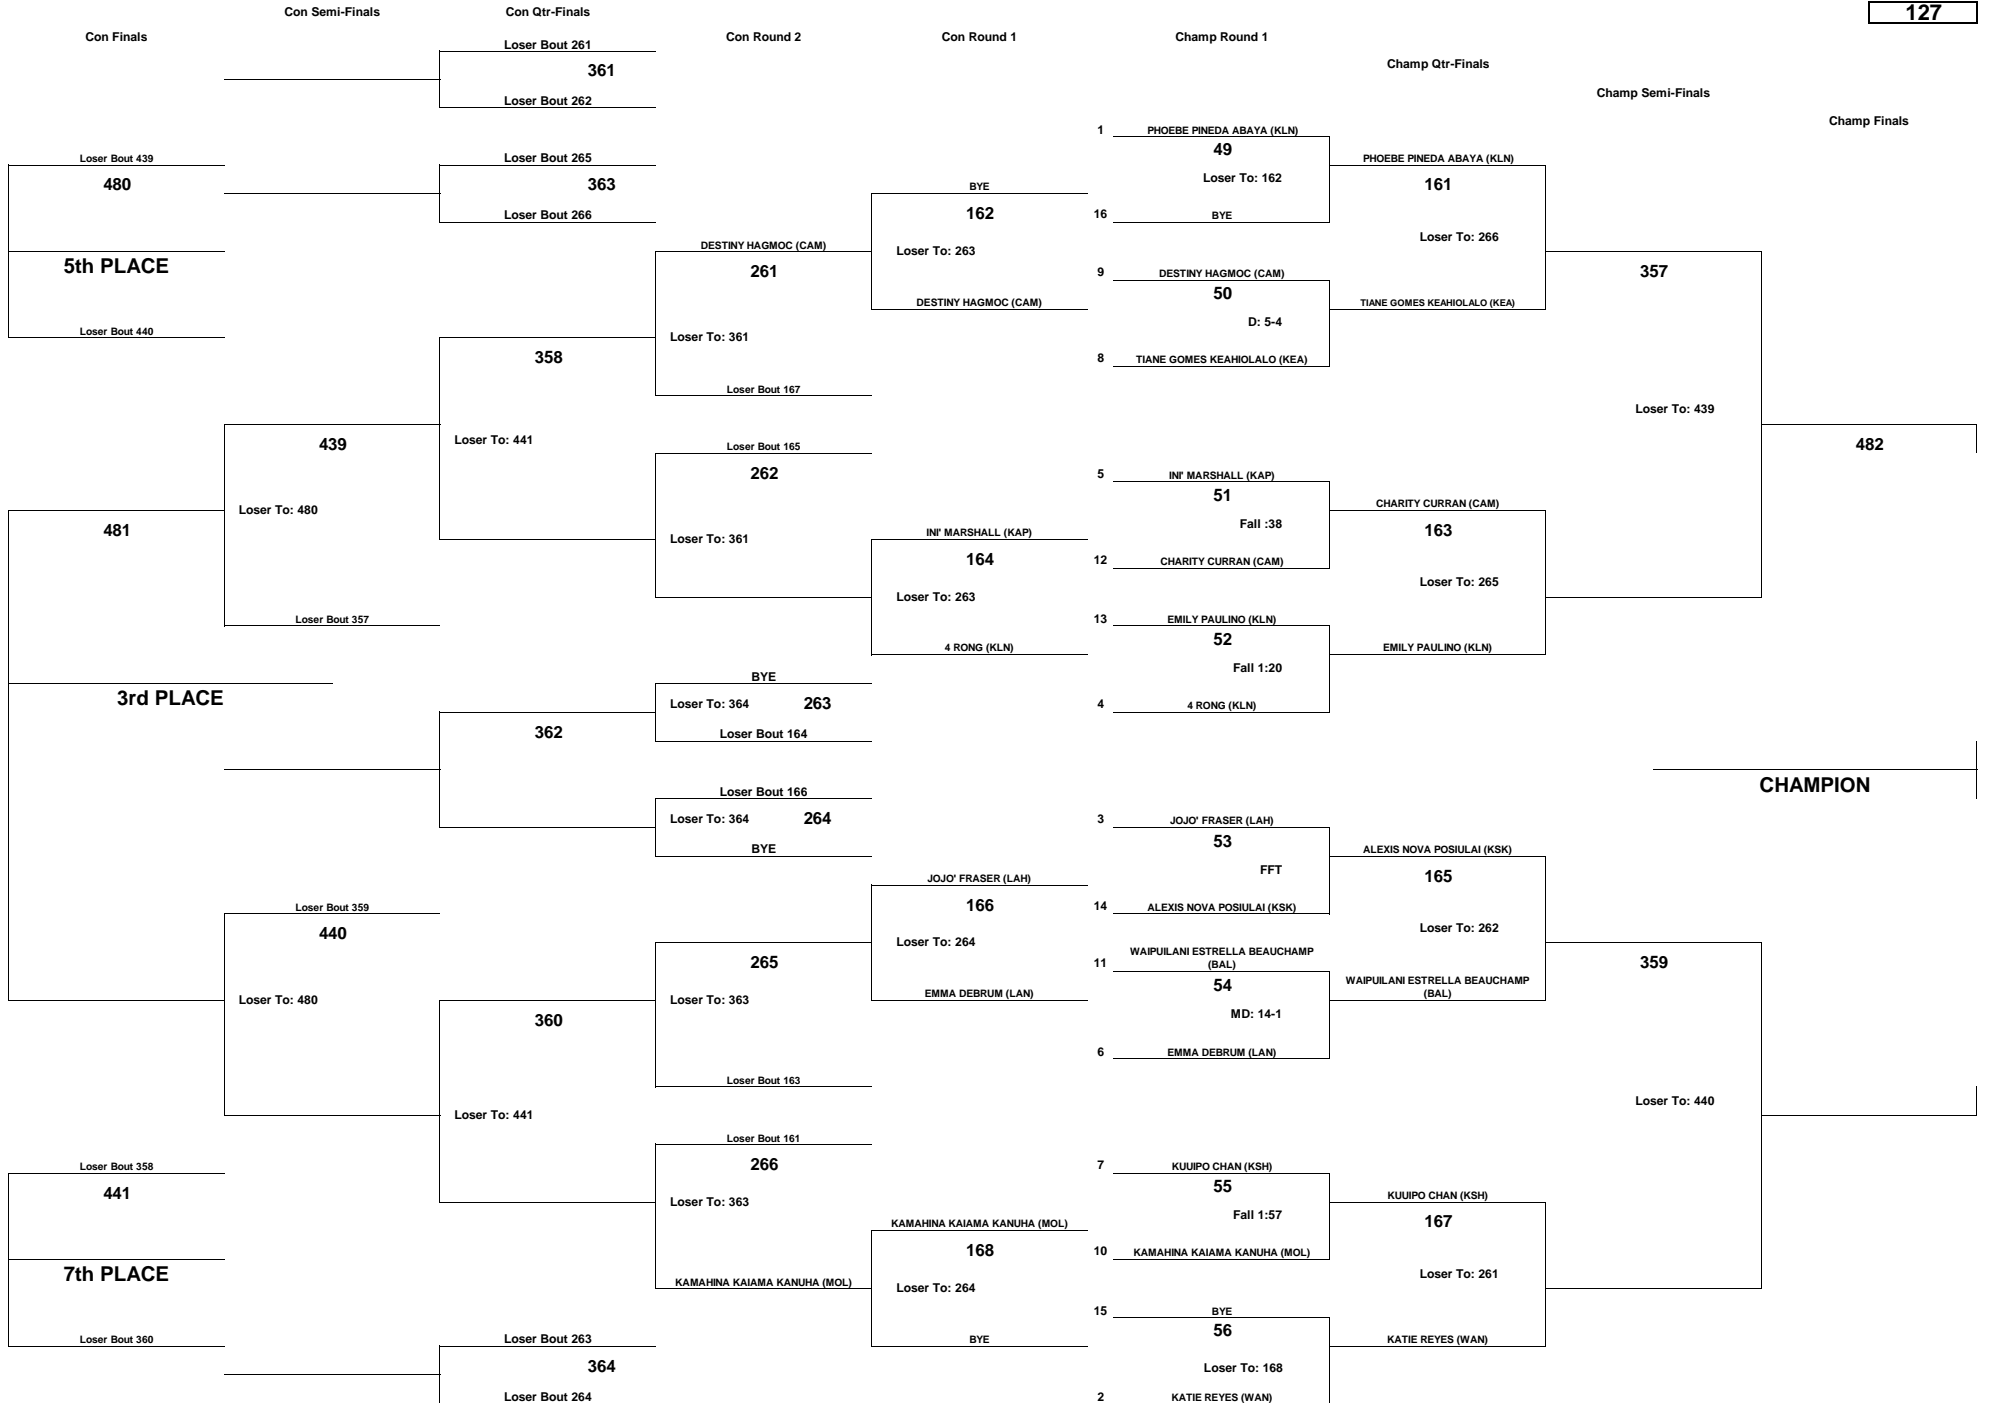 Con Semi-Finals
Con Qtr-Finals
127
Con Finals
Con Round 2
Con Round 1
Champ Round 1
Champ Qtr-Finals
Champ Semi-Finals
Champ Finals
Loser Bout 261
361
Loser Bout 262
Loser Bout 439
480
5th PLACE
Loser Bout 440
Loser Bout 265
363
Loser Bout 266
358
Loser To: 441
439
Loser To: 480
Loser Bout 357
481
3rd PLACE
DESTINY HAGMOC (CAM)
261
Loser To: 361
Loser Bout 167
Loser Bout 165
262
Loser To: 361
BYE
Loser To: 364 263
Loser Bout 164
362
Loser Bout 166
Loser To: 364 264
BYE
Loser Bout 359
440
Loser To: 480
265
Loser To: 363
Loser Bout 163
360
Loser To: 441
Loser Bout 161
266
Loser To: 363
KAMAHINA KAIAMA KANUHA (MOL)
Loser Bout 358
441
7th PLACE
Loser Bout 360
Loser Bout 263
364
Loser Bout 264
BYE
162
Loser To: 263
DESTINY HAGMOC (CAM)
INI' MARSHALL (KAP)
164
Loser To: 263
4 RONG (KLN)
JOJO' FRASER (LAH)
166
Loser To: 264
EMMA DEBRUM (LAN)
KAMAHINA KAIAMA KANUHA (MOL)
168
Loser To: 264
BYE
1 PHOEBE PINEDA ABAYA (KLN)
49
Loser To: 162
16 BYE
9 DESTINY HAGMOC (CAM)
50
D: 5-4
8 TIANE GOMES KEAHIOLALO (KEA)
5 INI' MARSHALL (KAP)
51
Fall :38
12 CHARITY CURRAN (CAM)
13 EMILY PAULINO (KLN)
52
Fall 1:20
4 4 RONG (KLN)
3 JOJO' FRASER (LAH)
53
FFT
14 ALEXIS NOVA POSIULAI (KSK)
WAIPUILANI ESTRELLA BEAUCHAMP
11 (BAL)
54
MD: 14-1
6 EMMA DEBRUM (LAN)
7 KUUIPO CHAN (KSH)
55
Fall 1:57
10 KAMAHINA KAIAMA KANUHA (MOL)
15 BYE
56
Loser To: 168
2 KATIE REYES (WAN)
PHOEBE PINEDA ABAYA (KLN)
161
Loser To: 266
TIANE GOMES KEAHIOLALO (KEA)
CHARITY CURRAN (CAM)
163
Loser To: 265
EMILY PAULINO (KLN)
ALEXIS NOVA POSIULAI (KSK)
165
Loser To: 262
WAIPUILANI ESTRELLA BEAUCHAMP
(BAL)
KUUIPO CHAN (KSH)
167
Loser To: 261
KATIE REYES (WAN)
357
Loser To: 439
359
Loser To: 440
482
CHAMPION